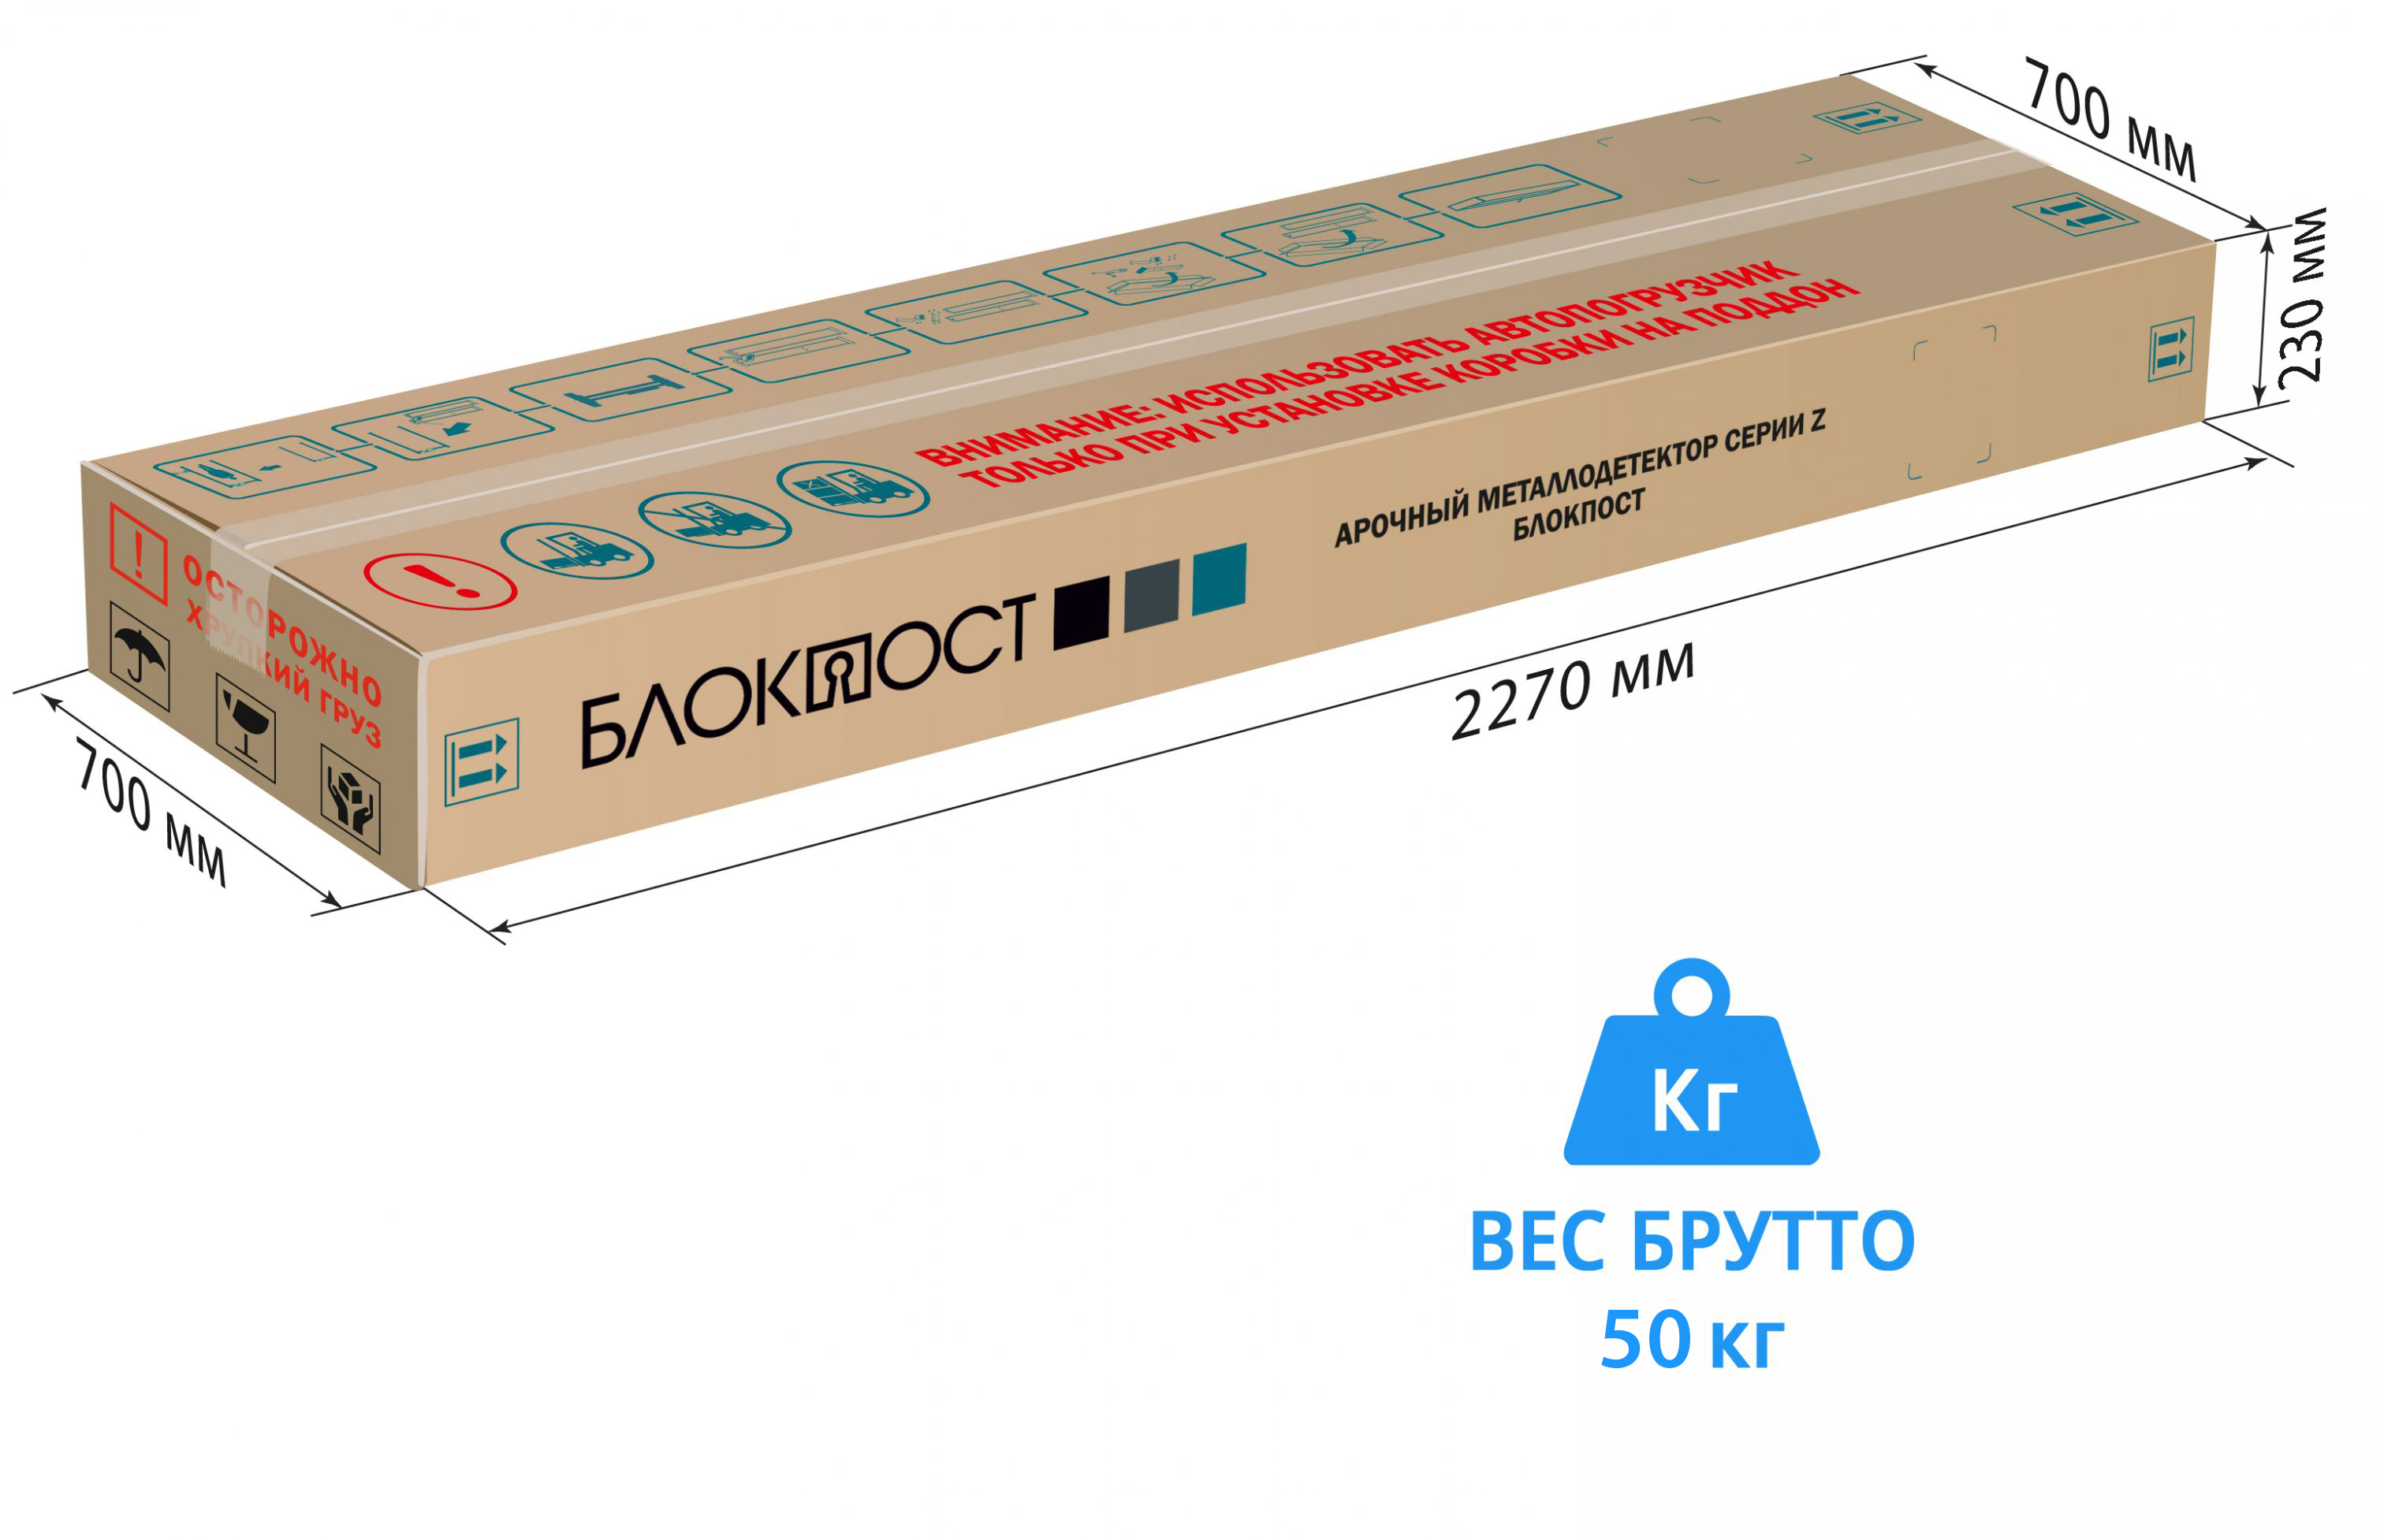 700 мм
230 мм
ВНИМАНИЕ: ИСПОЛЬЗОВАТЬ АВТОПОГРУЗЧИК
ТОЛЬКО ПРИ УСТАНОВКЕ КОРОБКИ НА ПОДДОН
АРОЧНЫЙ МЕТАЛЛОДЕТЕКТОР СЕРИИ Z
БЛОКПОСТ
ОСТОРОЖНО
ХРУПКИЙ ГРУЗ
БЛОКПОСТ
2270 мм
700 мм
Кг
ВЕС БРУТТО
50 кг